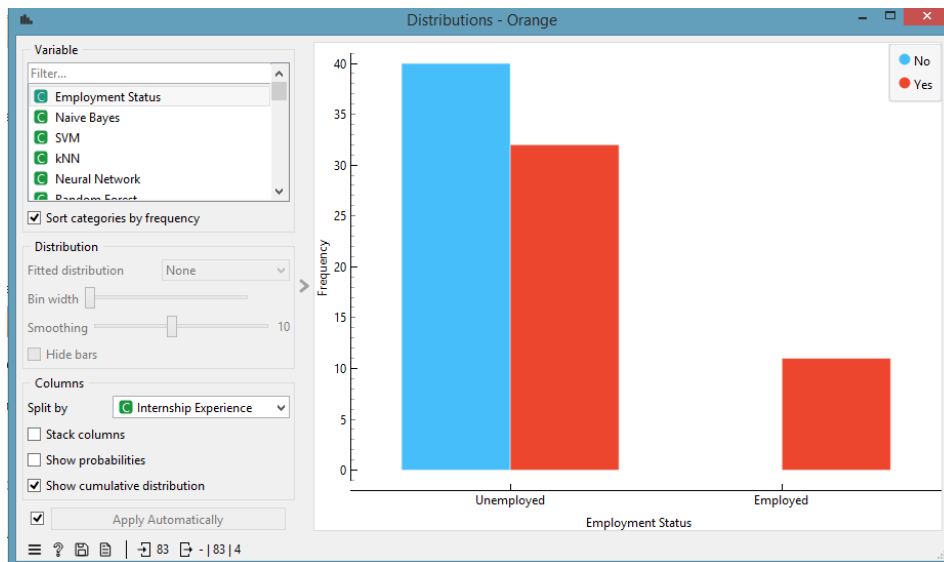 Distributions - Orange
Variable
Filter...
C Employment Status
C Naive Bayes
C SVM
C kNN
C Neural Network
C Random Forest
Sort categories by frequency
Distribution
Fitted distribution None
Bin width
Smoothing 10
Hide bars
Columns
Split by C Internship Experience
Stack columns
Show probabilities
Show cumulative distribution
Apply Automatically
? 83 - | 83 | 4
No
Yes
40
35
30
25
20
15
10
5
0
Frequency
Unemployed Employed
Employment Status